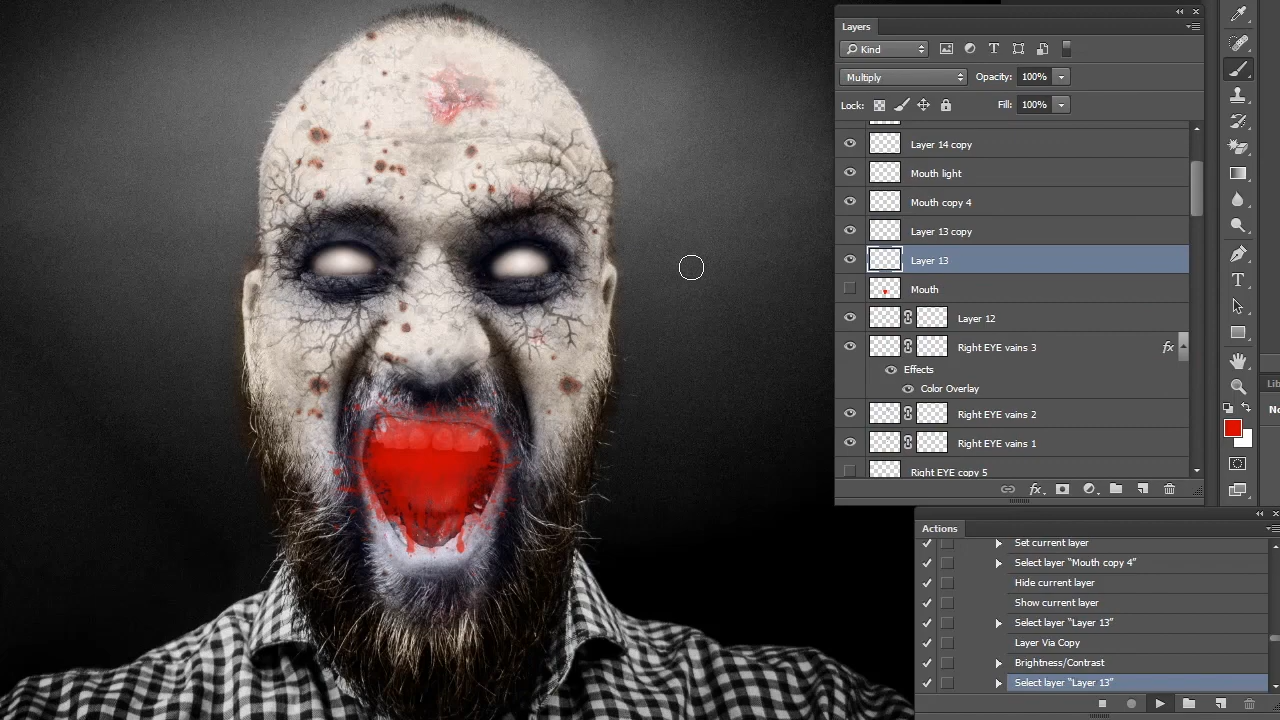 Layers
Kind
Multiply
Opacity: 100%
Lock:
Fill: 100%
Layer 14 copy
Mouth light
Mouth copy 4
Layer 13 copy
Layer 13
Mouth
Layer 12
Right EYE vains 3
fx
Effects
Color Overlay
Right EYE vains 2
Right EYE vains 1
Right EYE copy 5
fx
Actions
Set current layer
Select layer “Mouth copy 4”
Hide current layer
Show current layer
Select layer “Layer 13”
Layer Via Copy
Brightness/Contrast
Select layer “Layer 13”
Lib
No